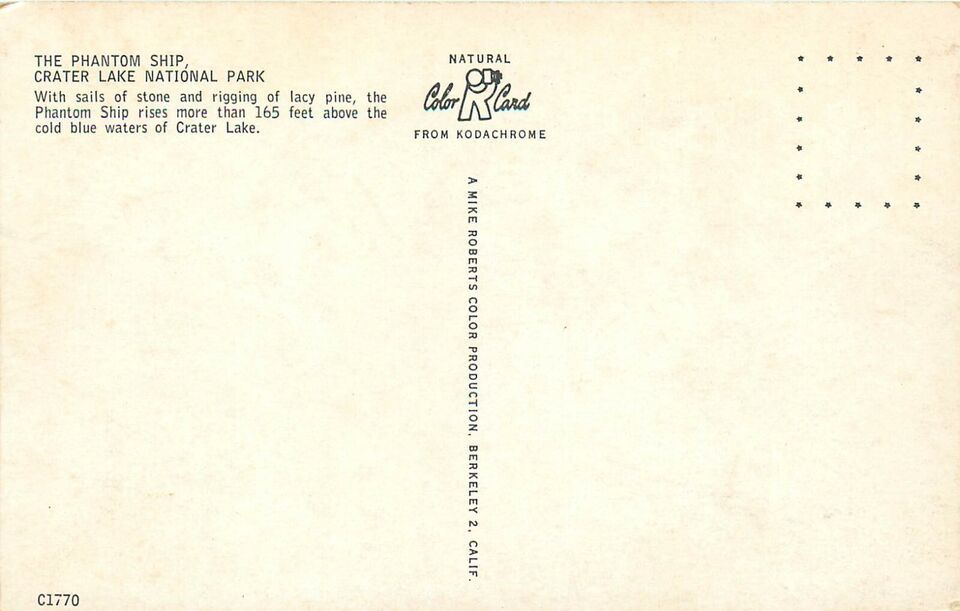 THE PHANTOM SHIP,
CRATER LAKE NATIONAL PARK
With sails of stone and rigging of lacy pine, the
Phantom Ship rises more than 165 feet above the
cold blue waters of Crater Lake.
NATURAL
Color Card
FROM KODACHROME
A MIKE ROBERTS COLOR PRODUCTION, BERKELEY 2, CALIF.
C1770